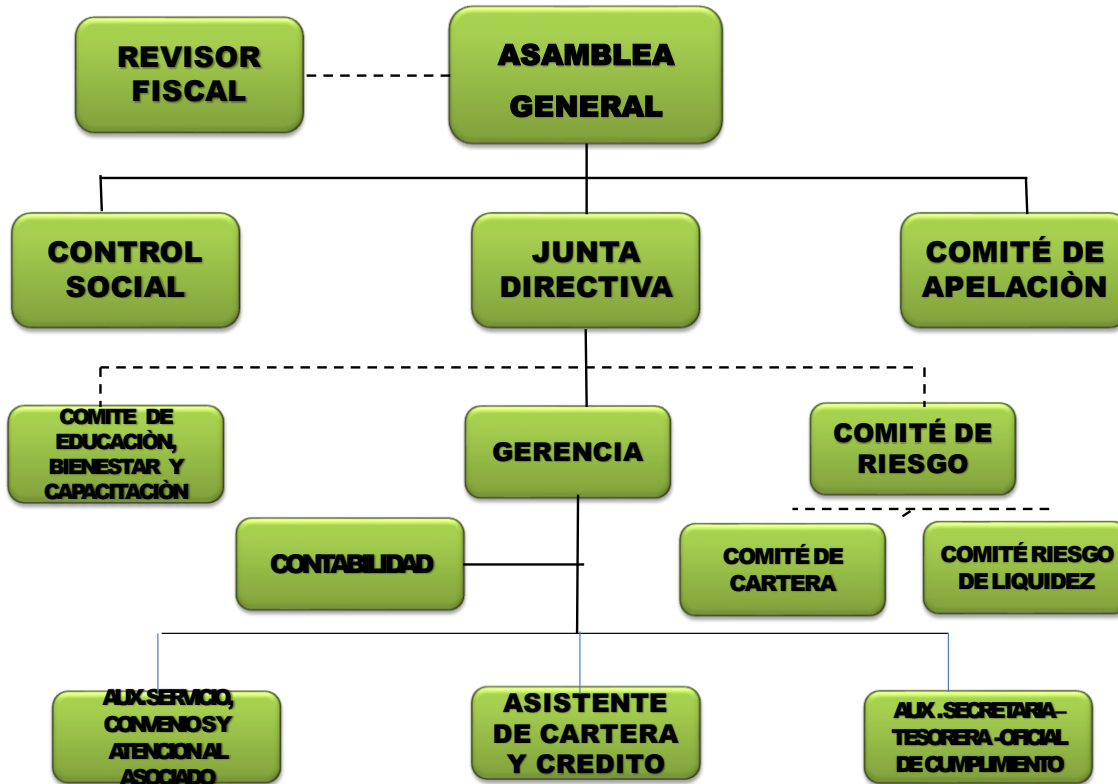 REVISOR
FISCAL
ASAMBLEA
GENERAL
CONTROL
SOCIAL
JUNTA
DIRECTIVA
COMITÉ DE
APELACIÒN
COMITE DE
EDUCACIÒN,
BIENESTAR Y
CAPACITACIÒN
GERENCIA
COMITÉ DE
RIESGO
CONTABILIDAD
COMITÉ DE
CARTERA
COMITÉ RIESGO
DE LIQUIDEZ
AUX. SERVICIO,
CONVENIOS Y
ATENCION AL
ASOCIADO
ASISTENTE
DE CARTERA
Y CREDITO
AUX . SECRETARIA –
TESORERA - OFICIAL
DE CUMPLIMIENTO